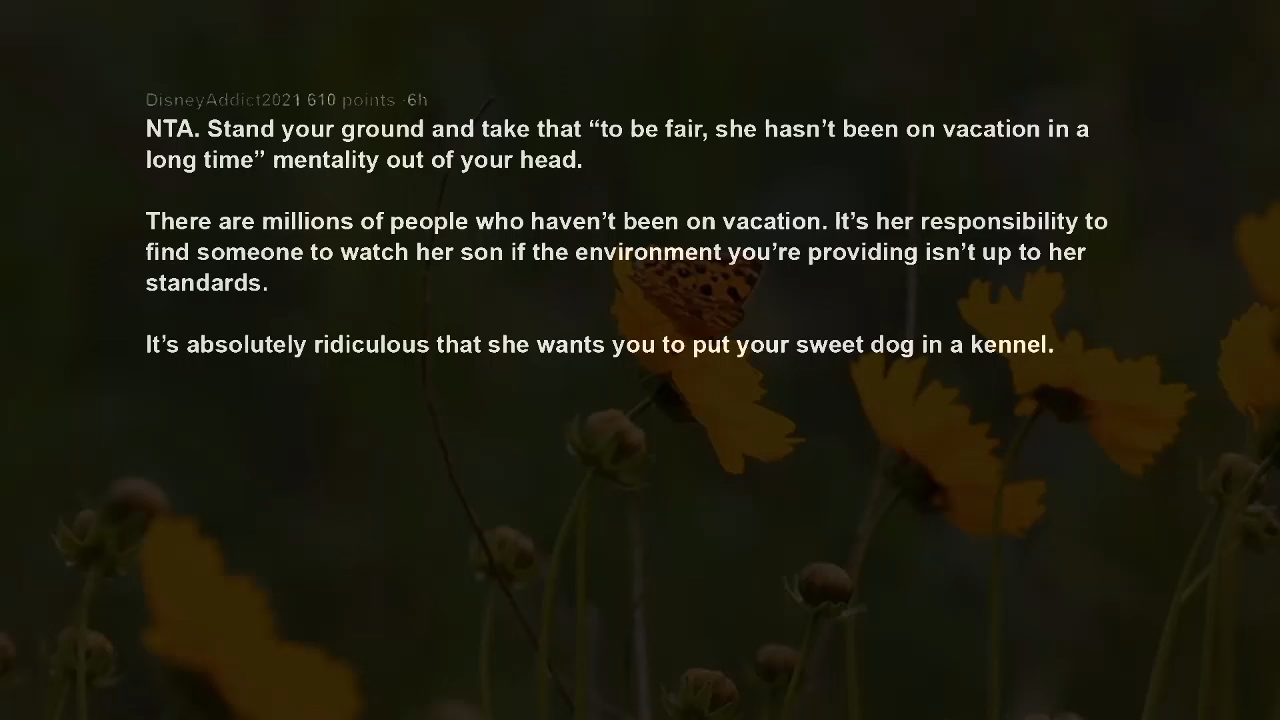 DisneyAddict2021 610 points ·6h
NTA. Stand your ground and take that “to be fair, she hasn’t been on vacation in a
long time” mentality out of your head.
There are millions of people who haven’t been on vacation. It’s her responsibility to
find someone to watch her son if the environment you’re providing isn’t up to her
standards.
It’s absolutely ridiculous that she wants you to put your sweet dog in a kennel.